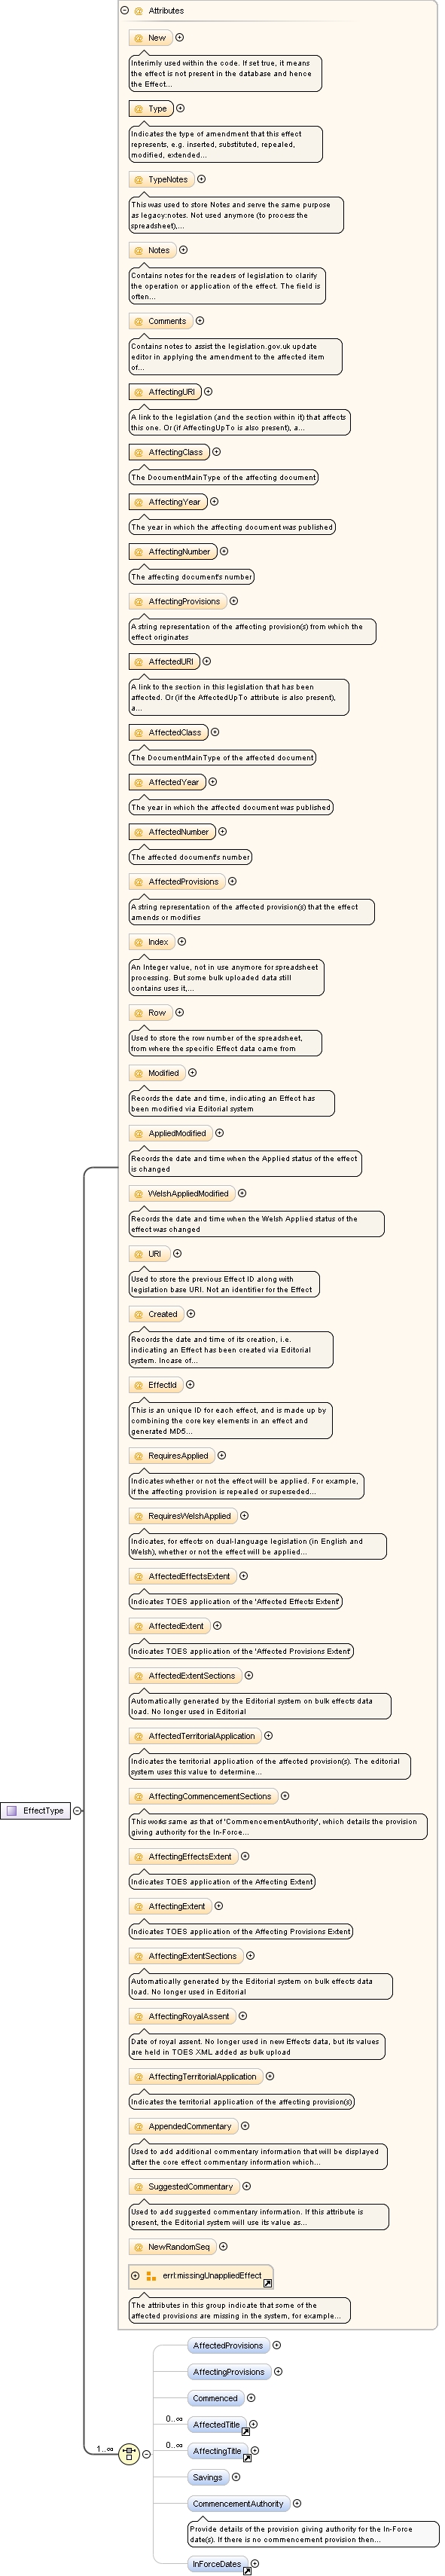 Attributes
New
Interimly used within the code. If set true, it means
the effect is not present in the database and hence
the Effect...
Type
Indicates the type of amendment that this effect
represents, e.g. inserted, substituted, repealed,
modified, extended...
TypeNotes
This was used to store Notes and serve the same purpose
as legacy:notes. Not used anymore (to process the
spreadsheet),...
Notes
Contains notes for the readers of legislation to clarify
the operation or application of the effect. The field is
often...
Comments
Contains notes to assist the legislation.gov.uk update
editor in applying the amendment to the affected item
of...
AffectingURI
A link to the legislation (and the section within it) that affects
this one. Or (if AffectingUpTo is also present), a...
AffectingClass
The DocumentMainType of the affecting document
AffectingYear
The year in which the affecting document was published
AffectingNumber
The affecting document's number
AffectingProvisions
A string representation of the affecting provision(s) from which the
effect originates
AffectedURI
A link to the section in this legislation that has been
affected. Or (if the AffectedUpTo attribute is also present),
a...
AffectedClass
The DocumentMainType of the affected document
AffectedYear
The year in which the affected document was published
AffectedNumber
The affected document's number
AffectedProvisions
A string representation of the affected provision(s) that the effect
amends or modifies
Index
An Integer value, not in use anymore for spreadsheet
processing. But some bulk uploaded data still
contains uses it,...
Row
Used to store the row number of the spreadsheet,
from where the specific Effect data came from
Modified
Records the date and time, indicating an Effect has
been modified via Editorial system
AppliedModified
Records the date and time when the Applied status of the effect
is changed
WelshAppliedModified
Records the date and time when the Welsh Applied status of the
effect was changed
URI
Used to store the previous Effect ID along with
legislation base URI. Not an identifier for the Effect
Created
Records the date and time of its creation, i.e.
indicating an Effect has been created via Editorial
system. Incase of...
EffectId
This is an unique ID for each effect, and is made up by
combining the core key elements in an effect and
generated MD5...
RequiresApplied
Indicates whether or not the effect will be applied. For example,
if the affecting provision is repealed or superseded...
RequiresWelshApplied
Indicates, for effects on dual-language legislation (in English and
Welsh), whether or not the effect will be applied...
AffectedEffectsExtent
Indicates TOES application of the 'Affected Effects Extent'
AffectedExtent
Indicates TOES application of the 'Affected Provisions Extent'
AffectedExtentSections
Automatically generated by the Editorial system on bulk effects data
load. No longer used in Editorial
AffectedTerritorialApplication
Indicates the territorial application of the affected provision(s). The editorial
system uses this value to determine...
AffectingCommencementSections
This works same as that of 'CommencementAuthority', which details the provision
giving authority for the In-Force...
AffectingEffectsExtent
Indicates TOES application of the Affecting Extent
AffectingExtent
Indicates TOES application of the Affecting Provisions Extent
AffectingExtentSections
Automatically generated by the Editorial system on bulk effects data
load. No longer used in Editorial
AffectingRoyalAssent
Date of royal assent. No longer used in new Effects data, but its values
are held in TOES XML added as bulk upload
AffectingTerritorialApplication
Indicates the territorial application of the affecting provision(s)
AppendedCommentary
Used to add additional commentary information that will be displayed
after the core effect commentary information which...
SuggestedCommentary
Used to add suggested commentary information. If this attribute is
present, the Editorial system will use its value as...
NewRandomSeq
errl:missingUnappliedEffect
The attributes in this group indicate that some of the
affected provisions are missing in the system, for example...
EffectType
1..∞
AffectedProvisions
AffectingProvisions
Commenced
0..∞
AffectedTitle
0..∞
AffectingTitle
Savings
CommencementAuthority
Provide details of the provision giving authority for the In-Force
date(s). If there is no commencement provision then...
InForceDates